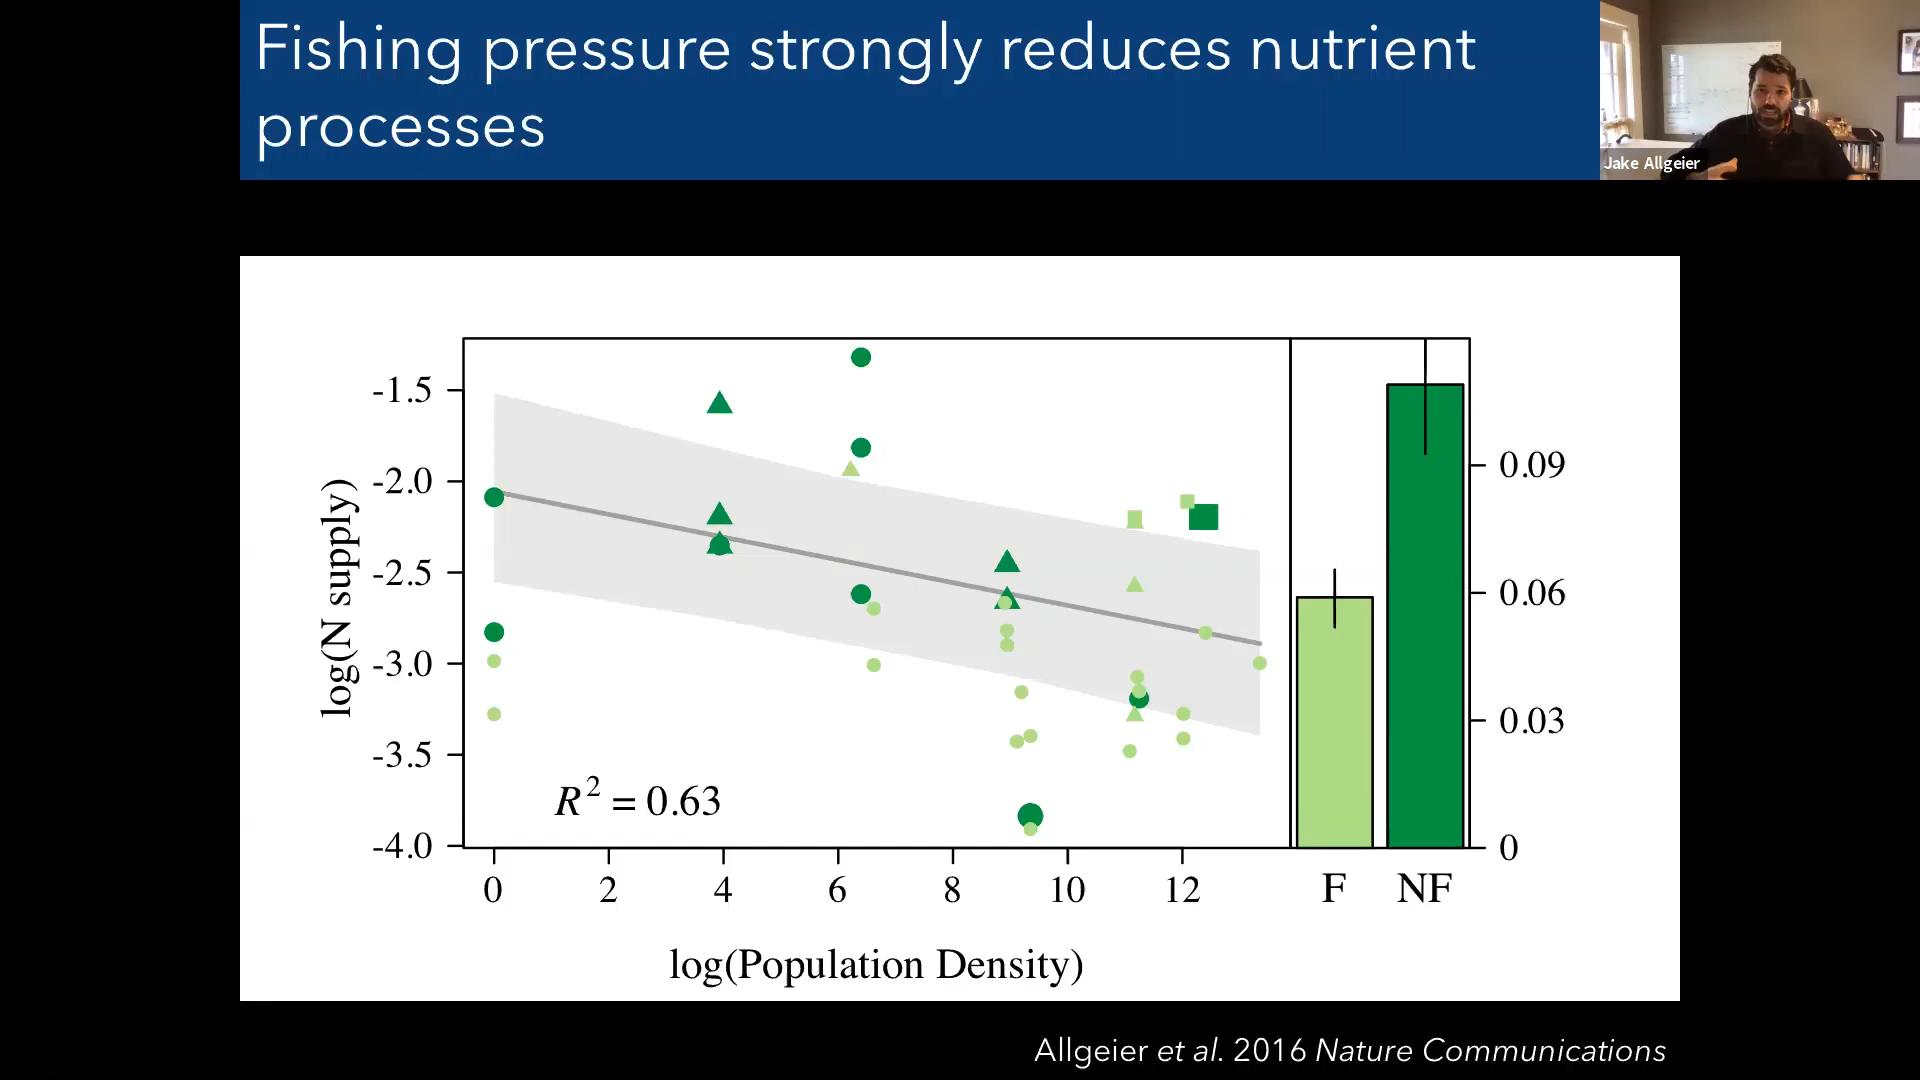 Fishing pressure strongly reduces nutrient
processes
Jake Allgeier
log(N supply)
-1.5
-2.0
-2.5
-3.0
-3.5
-4.0
R² = 0.63
0 2 4 6 8 10 12
log(Population Density)
F NF
0.09
0.06
0.03
0
Allgeier et al. 2016 Nature Communications